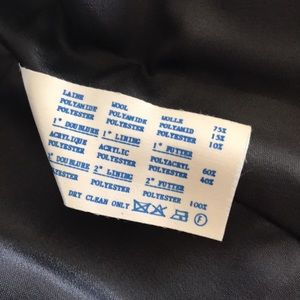 LAINE WOOL WOLLE 75%
POLYAMIDE POLYAMIDE POLYAMID 15%
POLYESTER POLYESTER POLYESTER 10%
1° DOUBLURE 1° LINING 1° FUTTER
ACRYLIQUE ACRYLIC POLYACRYL 60%
POLYESTER POLYESTER POLYESTER 40%
2° DOUBLURE 2° LINING 2° FUTTER
POLYESTER POLYESTER POLYESTER 100%
DRY CLEAN ONLY F